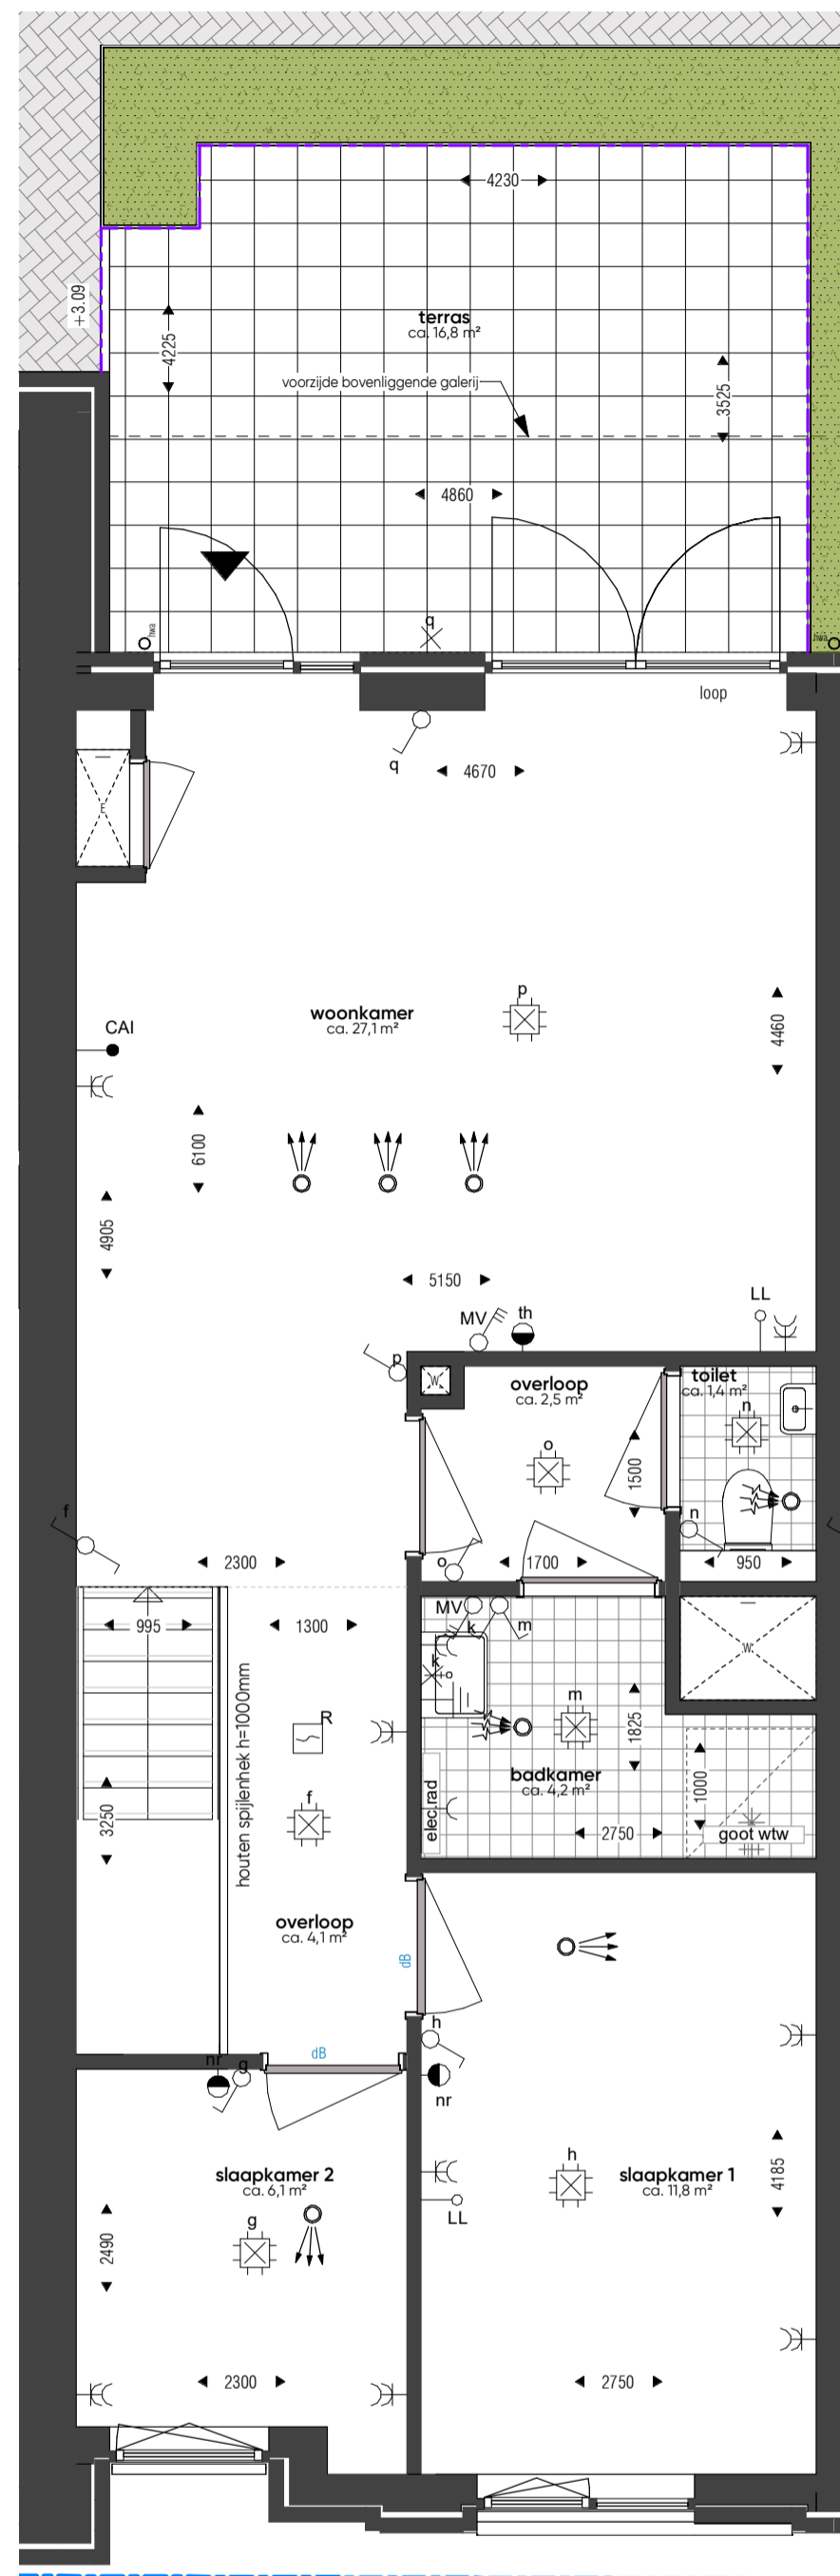 4230
+3.09
4225
terras
ca. 16,8 m²
voorzijde bovenliggende galerij
3525
4860
hwa
q
hwa
loop
q
4670
E
woonkamer
ca. 27,1 m²
p
4460
CAI
6100
4905
5150
MV
th
LL
p
W
overloop
ca. 2,5 m²
toilet
ca. 1,4 m²
n
o
1500
f
n
2300
o
1700
950
995
1300
MV
k
m
k
W
houten spijlenhek h=1000mm
R
m
1825
badkamer
ca. 4,2 m²
1000
3250
f
elec.rad
2750
goot wtw
overloop
ca. 4,1 m²
dB
h
dB
nr
g
nr
slaapkamer 2
ca. 6,1 m²
h
slaapkamer 1
ca. 11,8 m²
4185
LL
g
2490
2300
2750